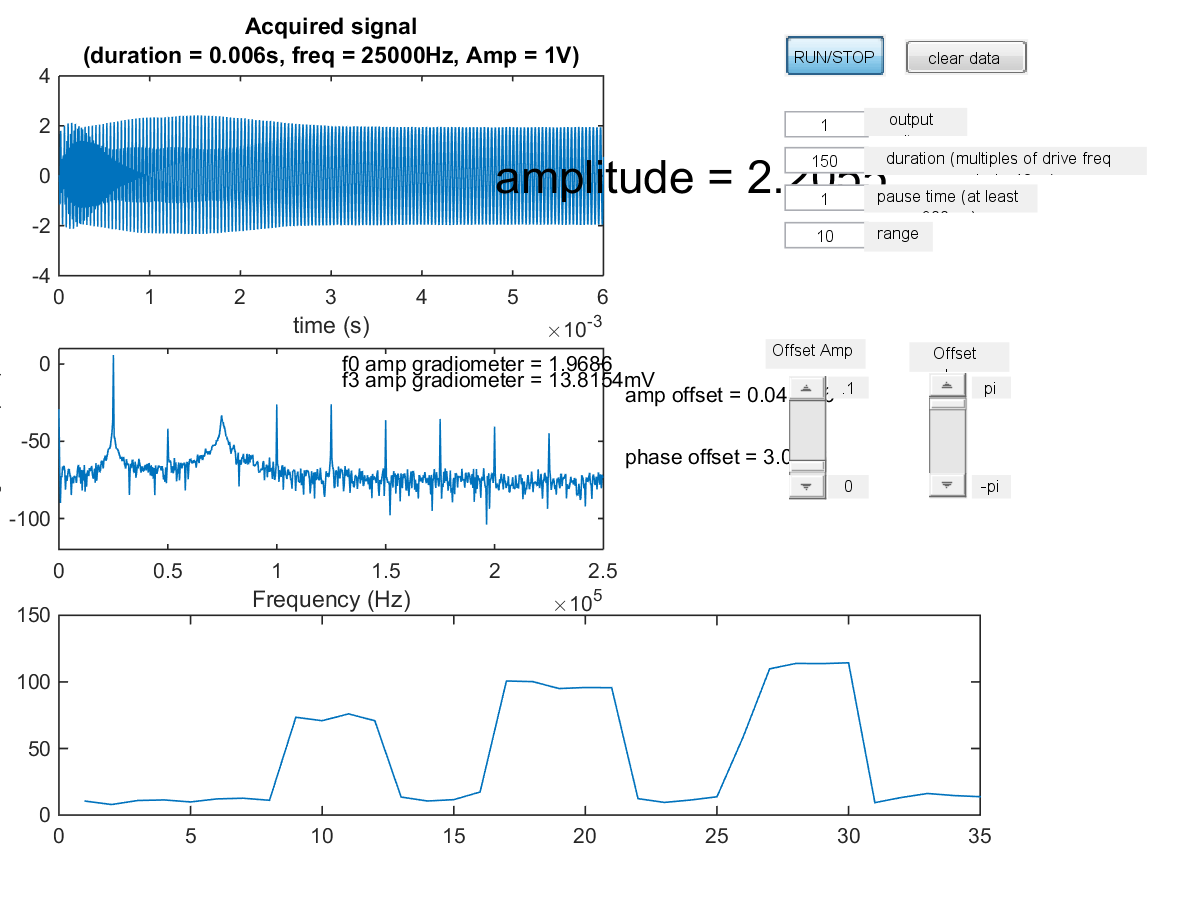 Acquired signal
(duration = 0.006s, freq = 25000Hz, Amp = 1V)
4
2
0
-2
-4
0 1 2 3 4 5 6
time (s)
×10-3
amplitude = 2.2055
RUN/STOP
clear data
1
output
150
duration (multiples of drive freq
1
pause time (at least
10
range
0
-50
-100
f0 amp gradiometer = 1.9686
f3 amp gradiometer = 13.8154mV
0 0.5 1 1.5 2 2.5
Frequency (Hz)
×105
amp offset = 0.04
phase offset = 3.0
Offset Amp
.1
0
Offset
pi
-pi
150
100
50
0
0 5 10 15 20 25 30 35